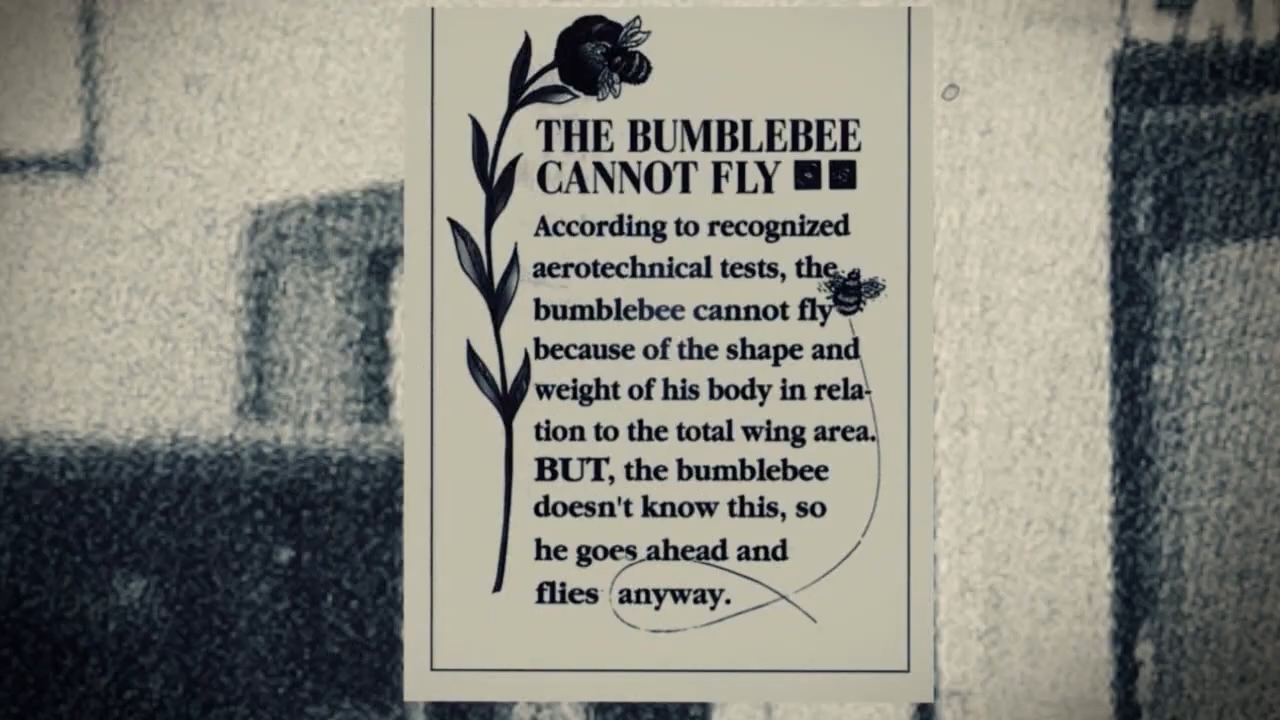 THE BUMBLEBEE
CANNOT FLY
According to recognized
aerotechnical tests, the
bumblebee cannot fly
because of the shape and
weight of his body in rela-
tion to the total wing area.
BUT, the bumblebee
doesn't know this, so
he goes ahead and
flies anyway.